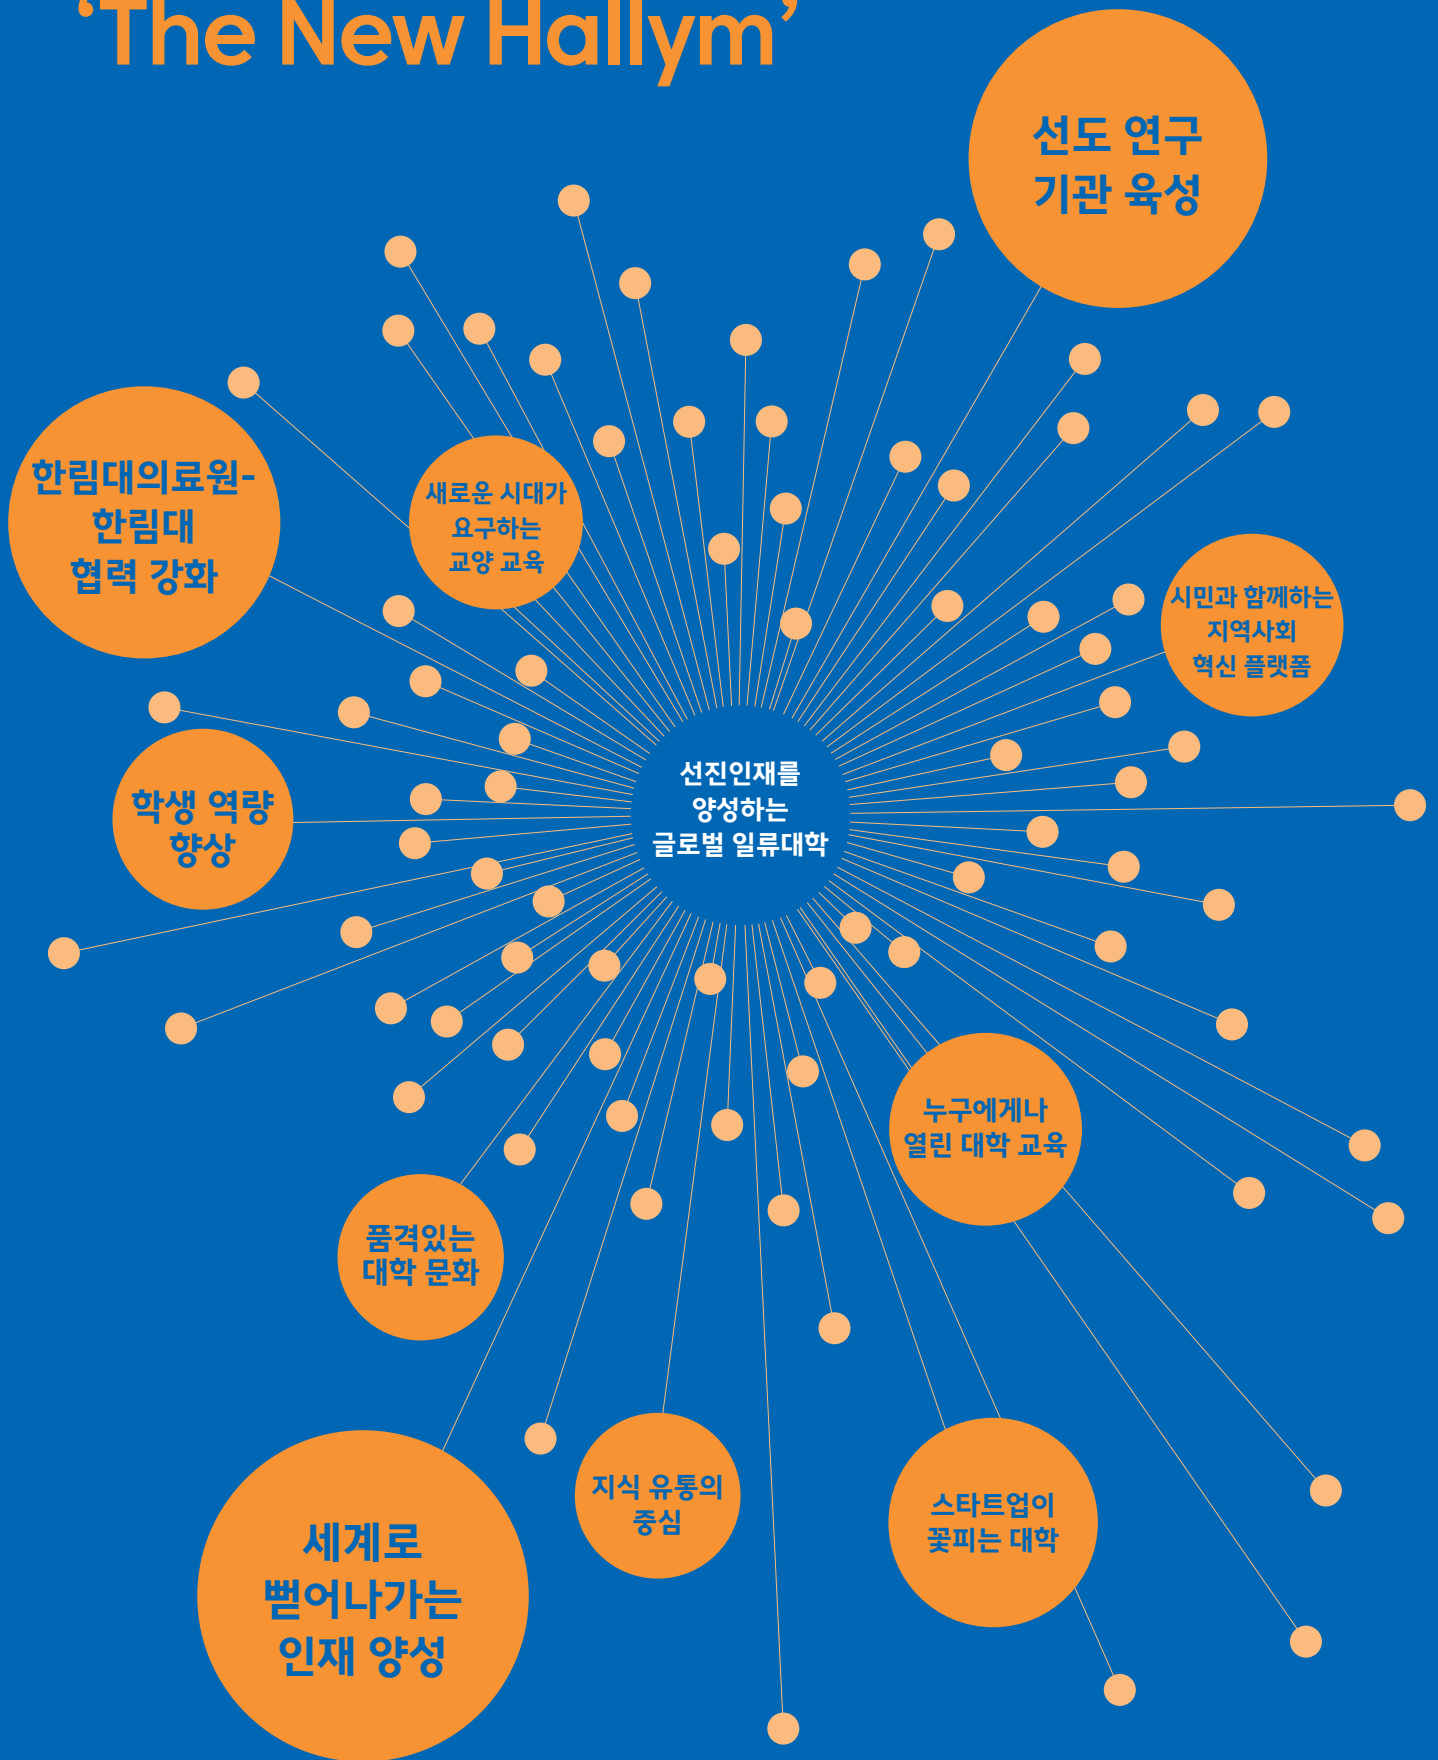 ‘The New Hallym’
선도 연구
기관 육성
한림대의료원-
한림대
협력 강화
새로운 시대가
요구하는
교양 교육
시민과 함께하는
지역사회
혁신 플랫폼
학생 역량
향상
선진인재를
양성하는
글로벌 일류대학
누구에게나
열린 대학 교육
품격있는
대학 문화
지식 유통의
중심
스타트업이
꽃피는 대학
세계로
뻗어나가는
인재 양성